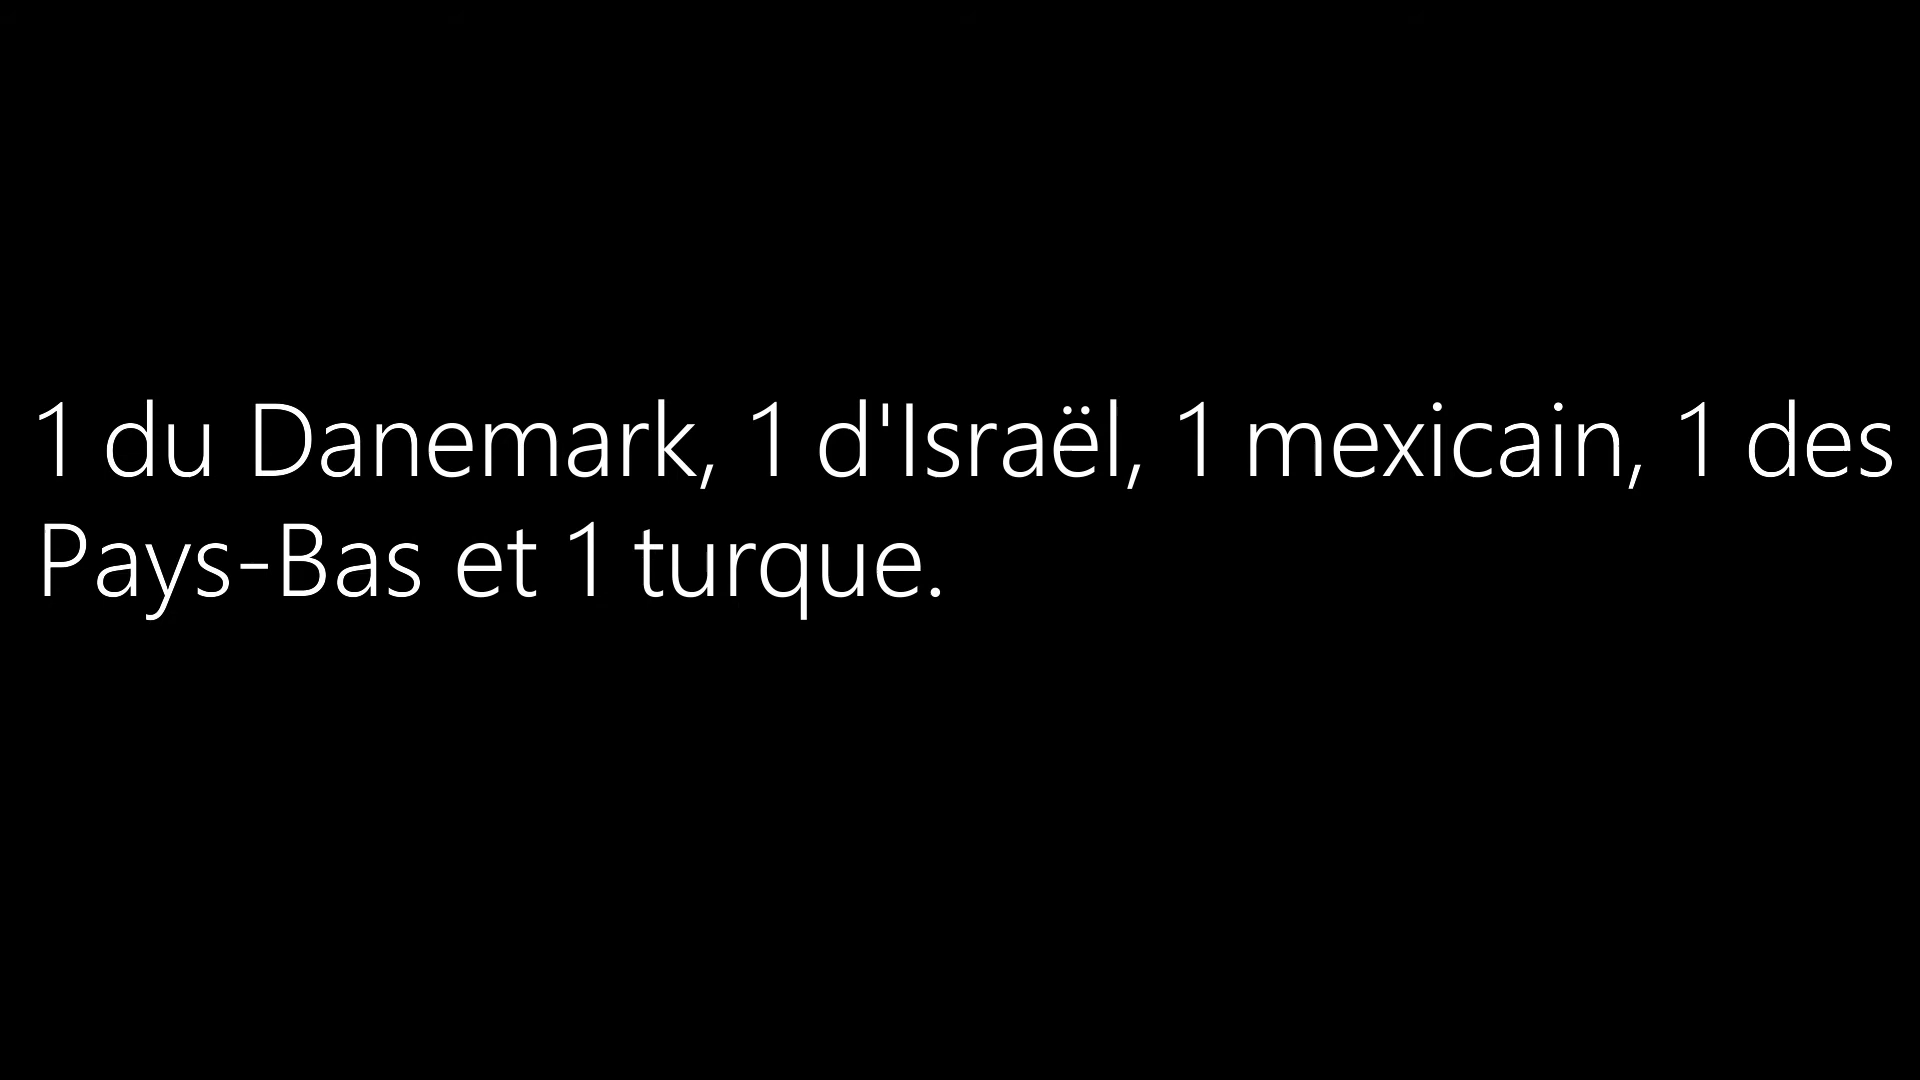 1 du Danemark, 1 d'Israël, 1 mexicain, 1 des
Pays-Bas et 1 turque.